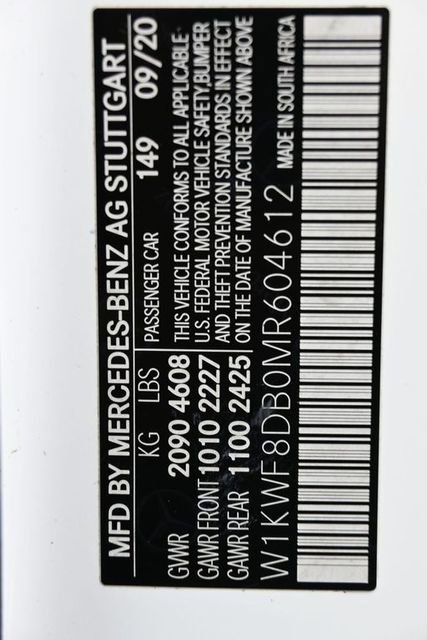 MFD BY MERCEDES-BENZ AG STUTTGART
KG LBS PASSENGER CAR 149 09/20
GVWR 2090 4608 THIS VEHICLE CONFORMS TO ALL APPLICABLE
GAWR FRONT 1010 2227 U.S. FEDERAL MOTOR VEHICLE SAFETY, BUMPER
GAWR REAR 1100 2425 AND THEFT PREVENTION STANDARDS IN EFFECT
ON THE DATE OF MANUFACTURE SHOWN ABOVE
W1KWF8DB0MR604612 MADE IN SOUTH AFRICA